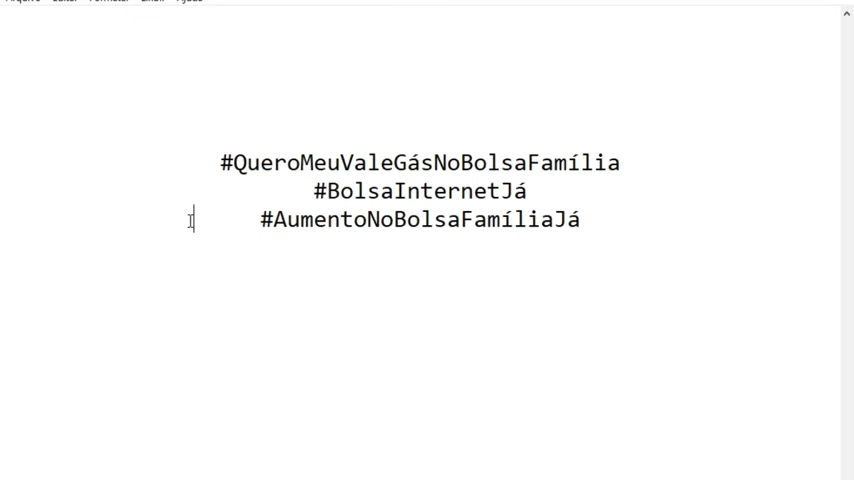 #QueroMeuValeGásNoBolsaFamília
#BolsaInternetJá
#AumentoNoBolsaFamíliaJá